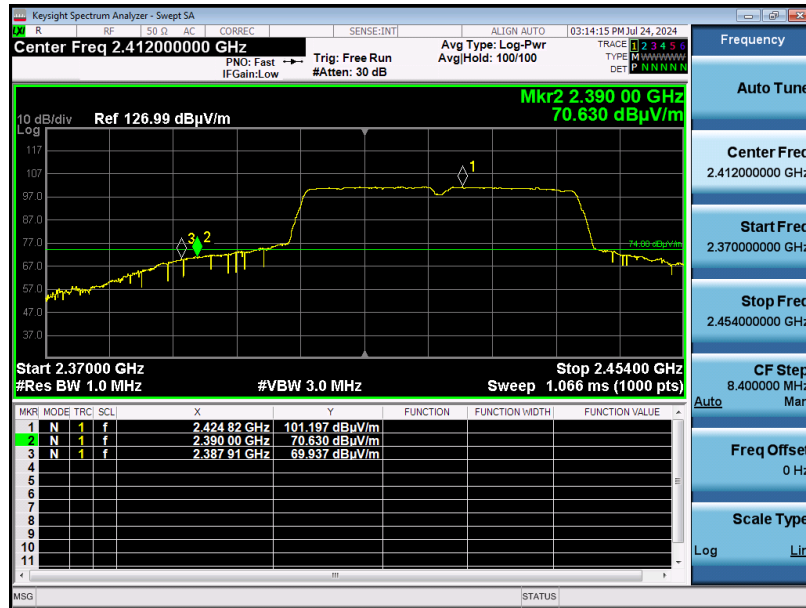 Keysight Spectrum Analyzer - Swept SA
LXI R RF 50 Ω AC CORREC SENSE:INT ALIGN AUTO 03:14:15 PM Jul 24, 2024
Center Freq 2.412000000 GHz
PNO: Fast
IFGain:Low
Trig: Free Run
#Atten: 30 dB
Avg Type: Log-Pwr
Avg|Hold: 100/100
TRACE 1 2 3 4 5 6
TYPE M WWWWW
DET P N N N N N
Mkr2 2.390 00 GHz
70.630 dBµV/m
10 dB/div Ref 126.99 dBµV/m
Log
117
107
97.0
87.0
77.0
67.0
57.0
47.0
37.0
1
3 2
74.00 dBµV/m
Start 2.37000 GHz Stop 2.45400 GHz
#Res BW 1.0 MHz #VBW 3.0 MHz Sweep 1.066 ms (1000 pts)
MKR MODE TRC SCL X Y FUNCTION FUNCTION WIDTH FUNCTION VALUE
1 N 1 f 2.424 82 GHz 101.197 dBµV/m
2 N 1 f 2.390 00 GHz 70.630 dBµV/m
3 N 1 f 2.387 91 GHz 69.937 dBµV/m
4
5
6
7
8
9
10
11
MSG STATUS
Frequency
Auto Tune
Center Freq
2.412000000 GHz
Start Freq
2.370000000 GHz
Stop Freq
2.454000000 GHz
CF Step
8.400000 MHz
Auto Man
Freq Offset
0 Hz
Scale Type
Log Lin